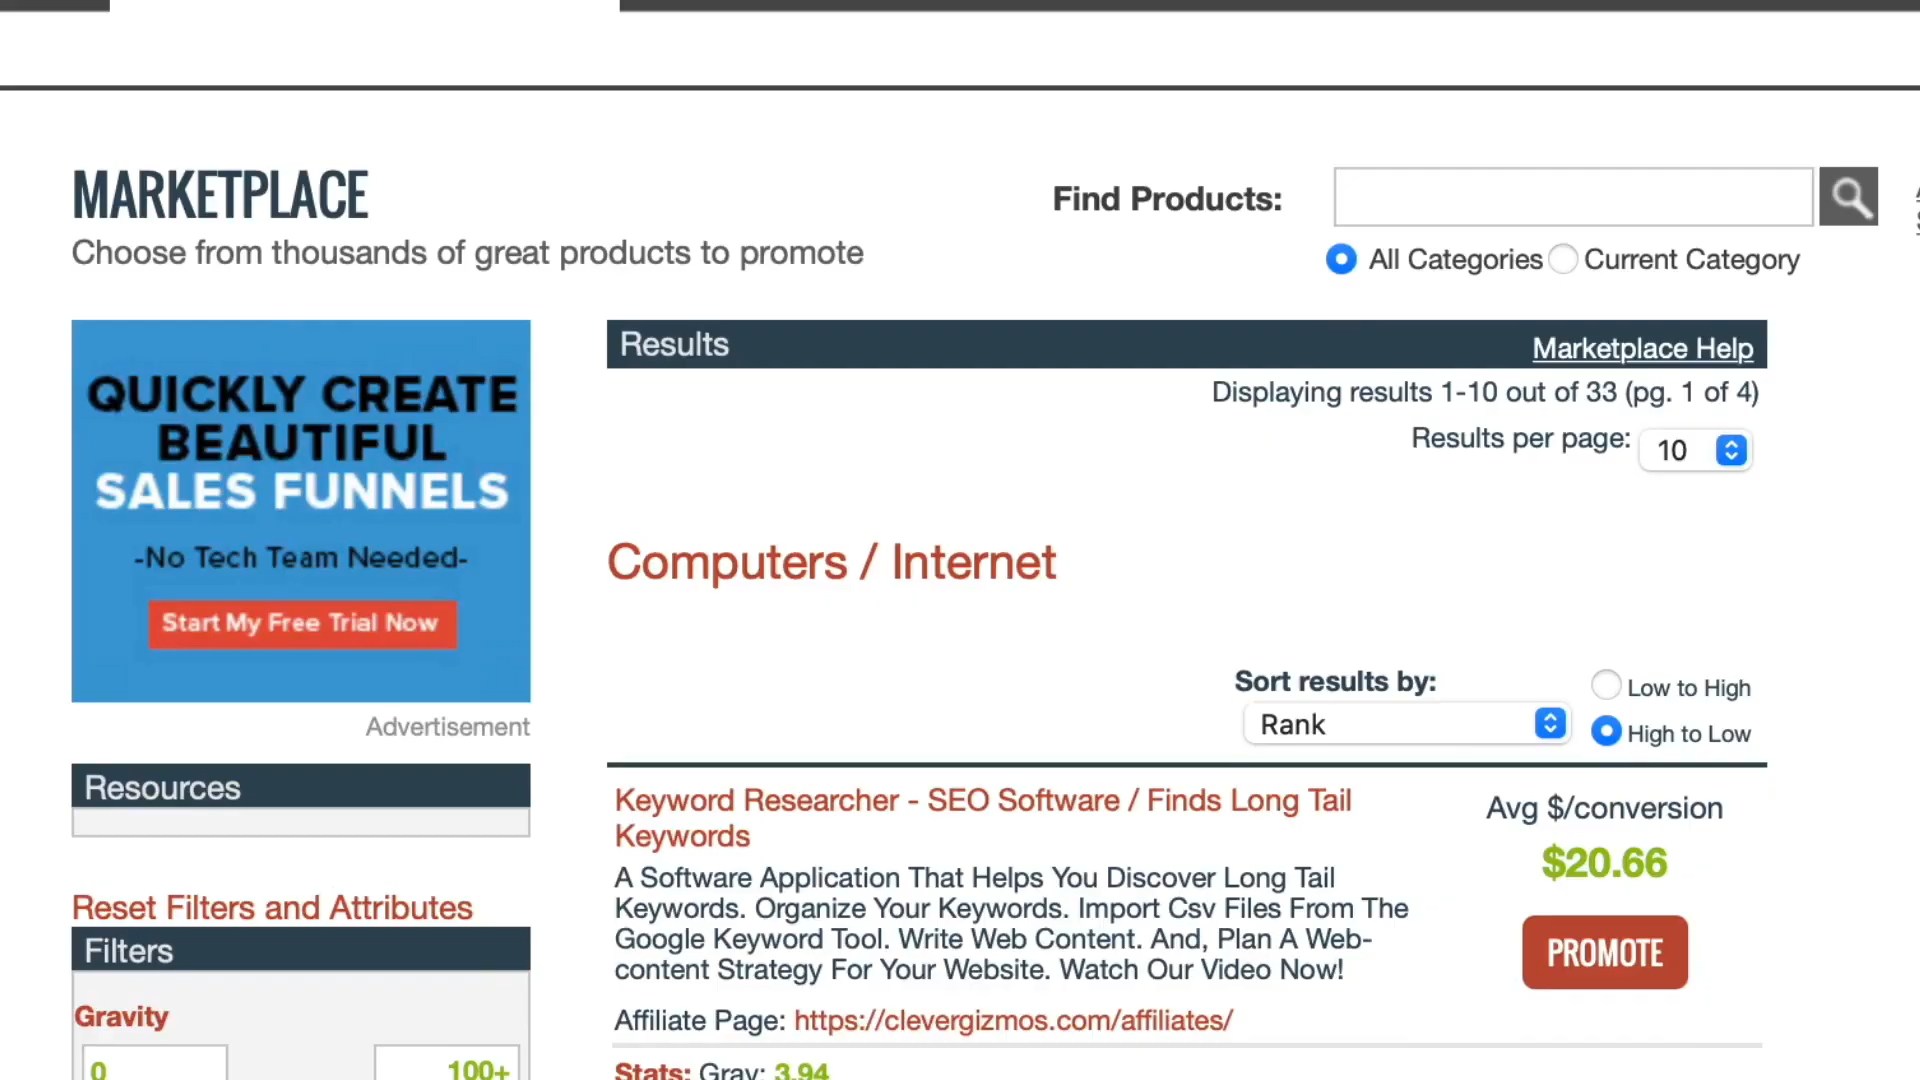 MARKETPLACE
Choose from thousands of great products to promote
Find Products:
All Categories Current Category
QUICKLY CREATE
BEAUTIFUL
SALES FUNNELS
-No Tech Team Needed-
Start My Free Trial Now
Advertisement
Resources
Reset Filters and Attributes
Filters
Gravity
0 100+
Results Marketplace Help
Displaying results 1-10 out of 33 (pg. 1 of 4)
Results per page: 10
Computers / Internet
Sort results by:
Rank
Low to High
High to Low
Keyword Researcher - SEO Software / Finds Long Tail
Keywords
A Software Application That Helps You Discover Long Tail
Keywords. Organize Your Keywords. Import Csv Files From The
Google Keyword Tool. Write Web Content. And, Plan A Web-
content Strategy For Your Website. Watch Our Video Now!
Affiliate Page: https://clevergizmos.com/affiliates/
Stats: Grav: 3.94
Avg $/conversion
$20.66
PROMOTE